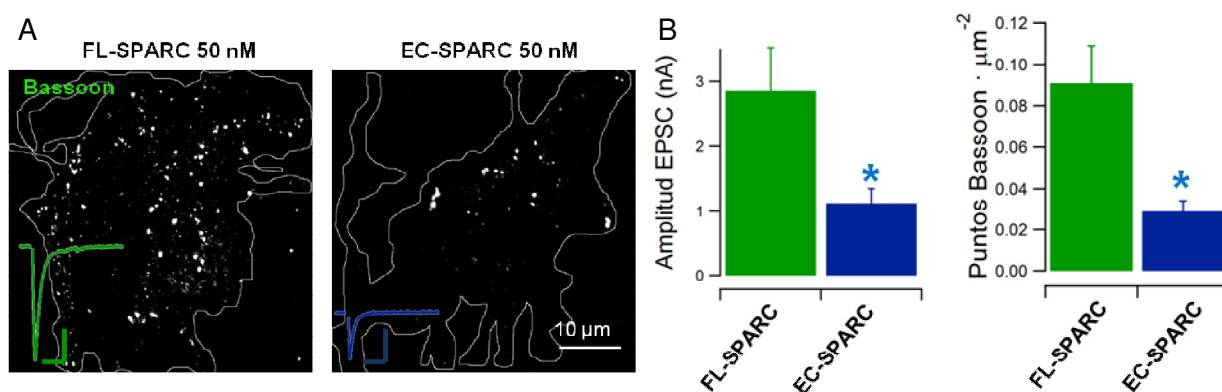 A
FL-SPARC 50 nM
EC-SPARC 50 nM
Bassoon
10 µm
B
Amplitud EPSC (nA)
3
2
1
0
FL-SPARC
*
EC-SPARC
Puntos Bassoon · µm⁻²
0.12
0.10
0.08
0.06
0.04
0.02
0.00
FL-SPARC
*
EC-SPARC